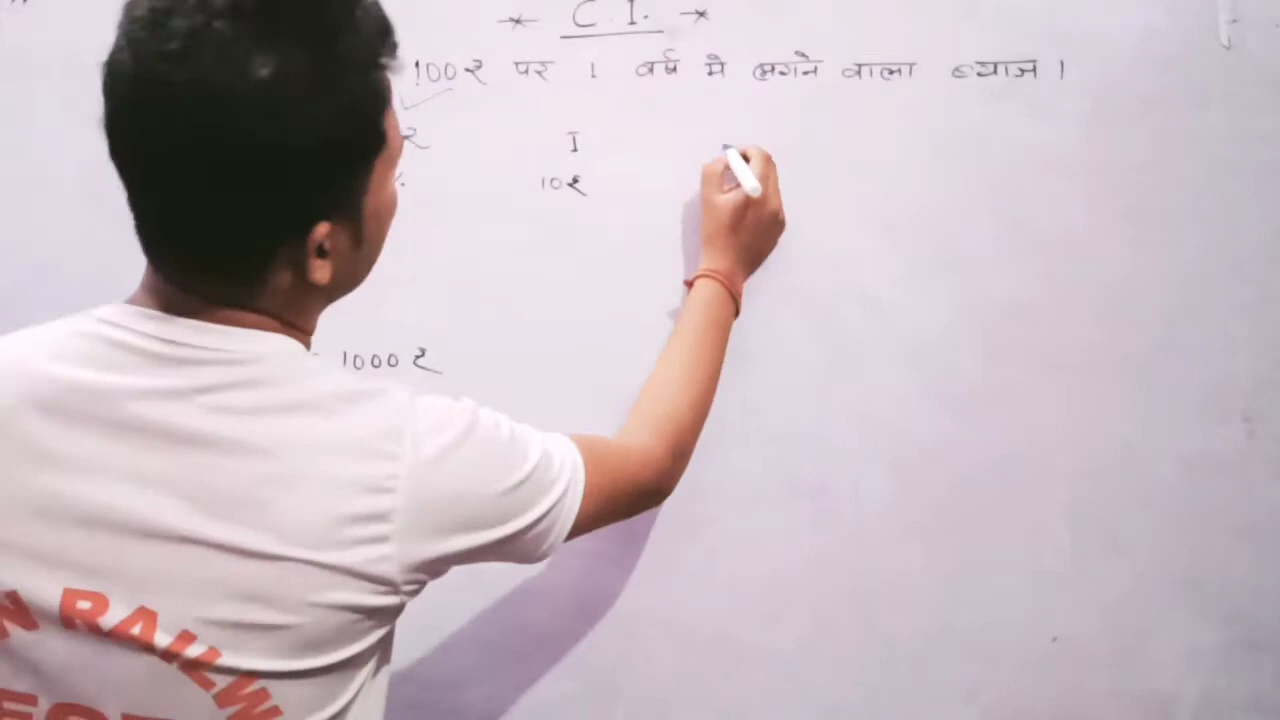 * C.I. *
100₹ पर 1 वर्ष मे लगने वाला ब्याज ।
₹ I
10₹
1000 ₹
RAILW